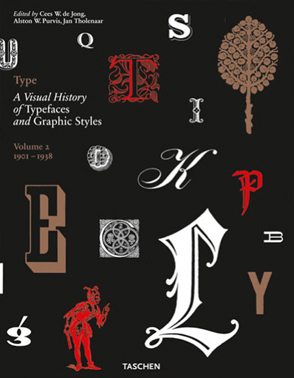 Edited by Cees W. de Jong,
Alston W. Purvis, Jan Tholenaar
S
U
Q
Type
T
A Visual History
of Typefaces
and Graphic Styles
I
Volume 2
1901–1938
O
K
P
E
C
L
B
Y
TASCHEN